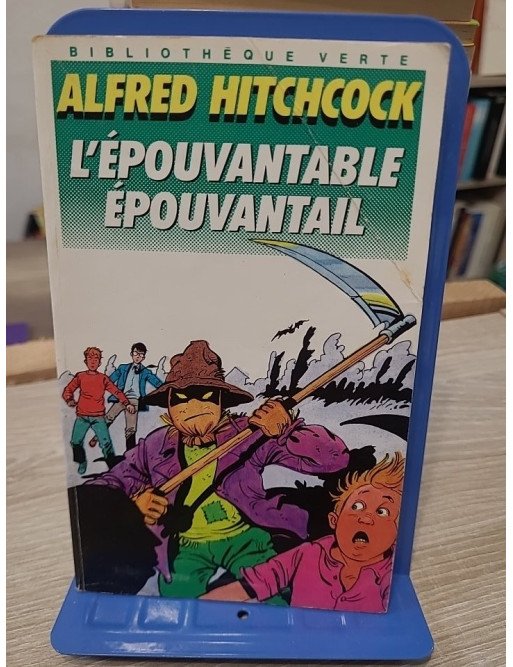 BIBLIOTHÈQUE VERTE
ALFRED HITCHCOCK
L'ÉPOUVANTABLE
ÉPOUVANTAIL